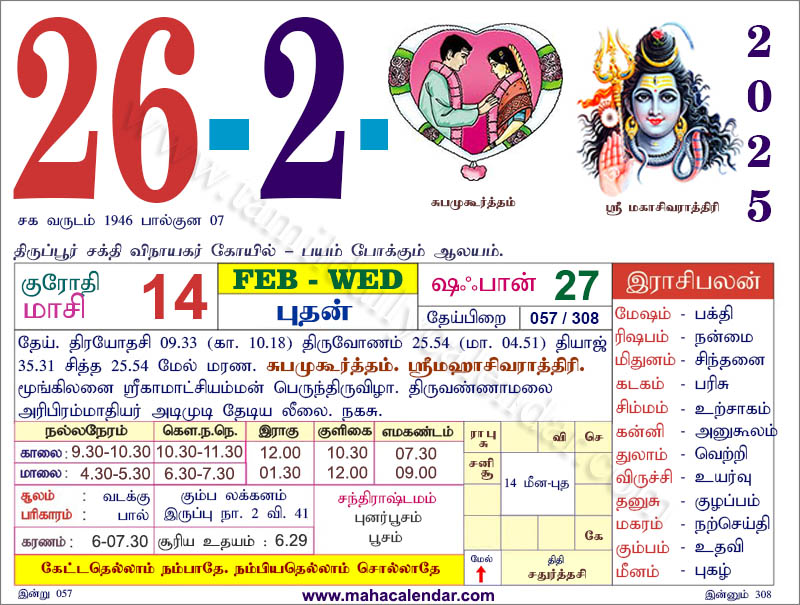 26-2-
2025
சுபமுகூர்த்தம்
ஸ்ரீ மகாசிவராத்திரி
சக வருடம் 1946 பால்குன 07
திருப்பூர் சக்தி விநாயகர் கோயில் – பயம் போக்கும் ஆலயம்.
குரோதி
மாசி
14
FEB - WED
புதன்
ஷஃபான் 27
தேய்பிறை 057 / 308
தேய். திரயோதசி 09.33 (கா. 10.18) திருவோணம் 25.54 (மா. 04.51) தியாஜ்
35.31 சித்த 25.54 மேல் மரண. சுபமுகூர்த்தம். ஸ்ரீமஹாசிவராத்திரி.
மூங்கிலனை ஸ்ரீகாமாட்சியம்மன் பெருந்திருவிழா. திருவண்ணாமலை
அரிபிரம்மாதியர் அடிமுடி தேடிய லீலை. நகசு.
நல்லநேரம் கௌ.ந.நெ. இராகு குளிகை எமகண்டம்
காலை: 9.30-10.30 10.30-11.30 12.00 10.30 07.30
மாலை: 4.30-5.30 6.30-7.30 01.30 12.00 09.00
சூலம் : வடக்கு
பரிகாரம் : பால்
கும்ப லக்கனம்
இருப்பு நா. 2 வி. 41
சந்திராஷ்டமம்
புனர்பூசம்
பூசம்
கரணம் : 6-07.30 சூரிய உதயம் : 6.29
கேட்டதெல்லாம் நம்பாதே. நம்பியதெல்லாம் சொல்லாதே
ரா பு
சு
வி
செ
சனி
சூ
14 மீன-புத
கே
மேல்
திதி
சதுர்த்தசி
இராசிபலன்
மேஷம் - பக்தி
ரிஷபம் - நன்மை
மிதுனம் - சிந்தனை
கடகம் - பரிசு
சிம்மம் - உற்சாகம்
கன்னி - அனுகூலம்
துலாம் - வெற்றி
விருச்சி - உயர்வு
தனுசு - குழப்பம்
மகரம் - நற்செய்தி
கும்பம் - உதவி
மீனம் - புகழ்
இன்று 057
www.mahacalendar.com
இன்னும் 308
www.tamildailycalendar.com